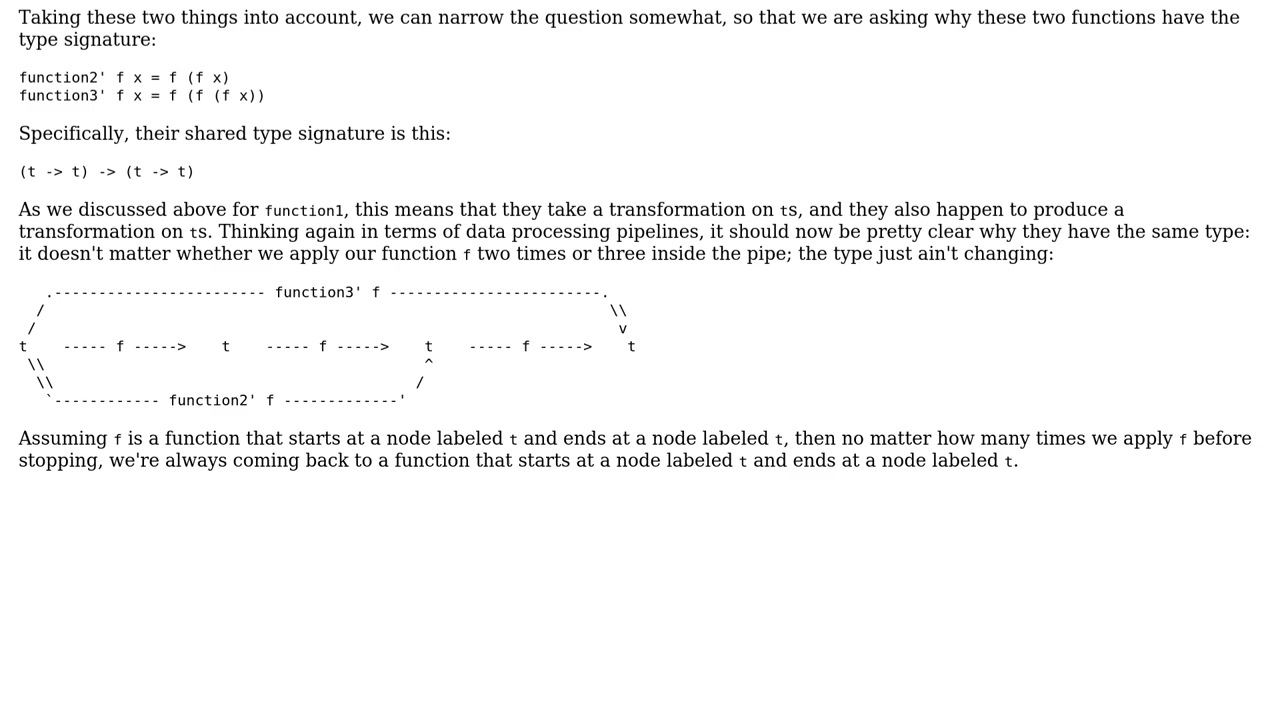 Taking these two things into account, we can narrow the question somewhat, so that we are asking why these two functions have the
type signature:
function2' f x = f (f x)
function3' f x = f (f (f x))
Specifically, their shared type signature is this:
(t -> t) -> (t -> t)
As we discussed above for function1, this means that they take a transformation on ts, and they also happen to produce a
transformation on ts. Thinking again in terms of data processing pipelines, it should now be pretty clear why they have the same type:
it doesn't matter whether we apply our function f two times or three inside the pipe; the type just ain't changing:
   .------------------------ function3' f ------------------------.
  /                                                                \\
 /                                                                  v
t    ----- f ----->    t    ----- f ----->    t    ----- f ----->    t
 \\                                           ^
  \\                                         /
   `------------ function2' f -------------'
Assuming f is a function that starts at a node labeled t and ends at a node labeled t, then no matter how many times we apply f before
stopping, we're always coming back to a function that starts at a node labeled t and ends at a node labeled t.